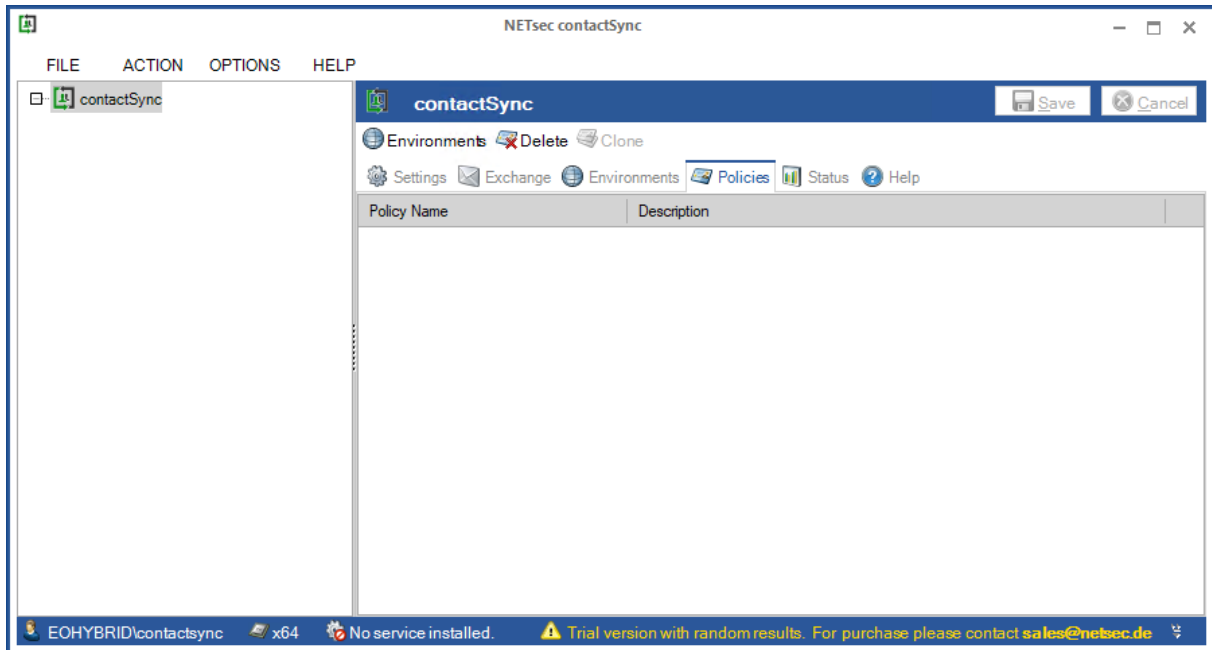 NETsec contactSync
FILE ACTION OPTIONS HELP
contactSync
contactSync Save Cancel
Environments Delete Clone
Settings Exchange Environments Policies Status Help
Policy Name Description
EOHYBRID\contactsync x64 No service installed. Trial version with random results. For purchase please contact sales@netsec.de